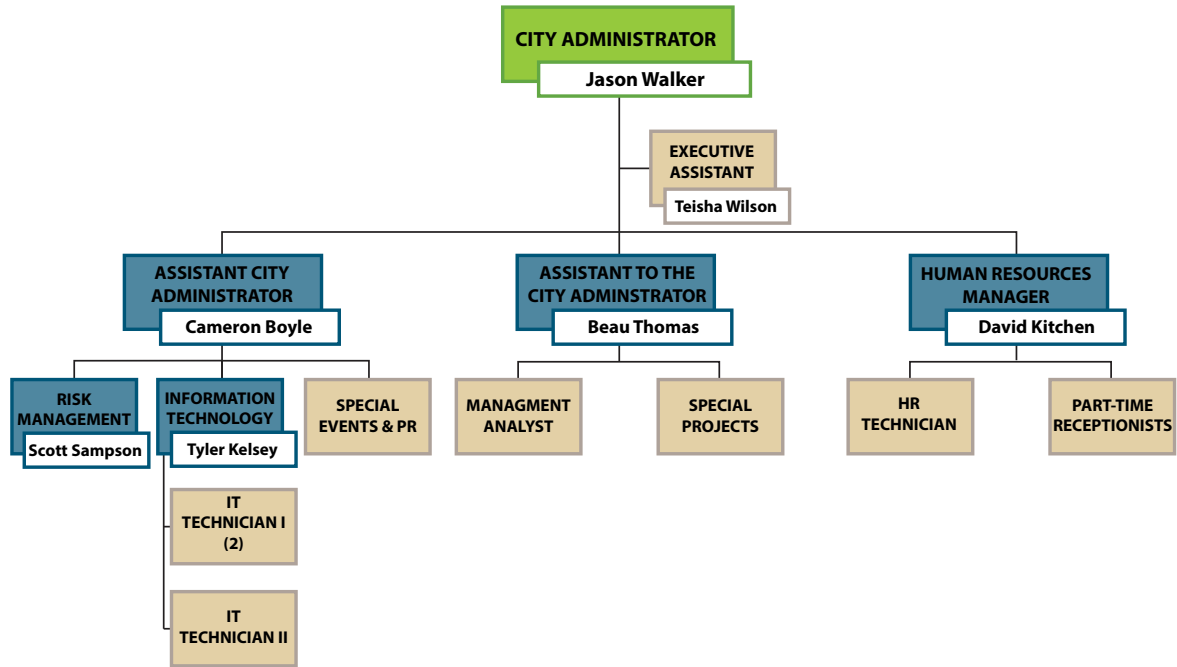 CITY ADMINISTRATOR
Jason Walker
EXECUTIVE
ASSISTANT
Teisha Wilson
ASSISTANT CITY
ADMINISTRATOR
Cameron Boyle
ASSISTANT TO THE
CITY ADMINSTRATOR
Beau Thomas
HUMAN RESOURCES
MANAGER
David Kitchen
RISK
MANAGEMENT
Scott Sampson
INFORMATION
TECHNOLOGY
Tyler Kelsey
SPECIAL
EVENTS & PR
MANAGMENT
ANALYST
SPECIAL
PROJECTS
HR
TECHNICIAN
PART-TIME
RECEPTIONISTS
IT
TECHNICIAN I
(2)
IT
TECHNICIAN II